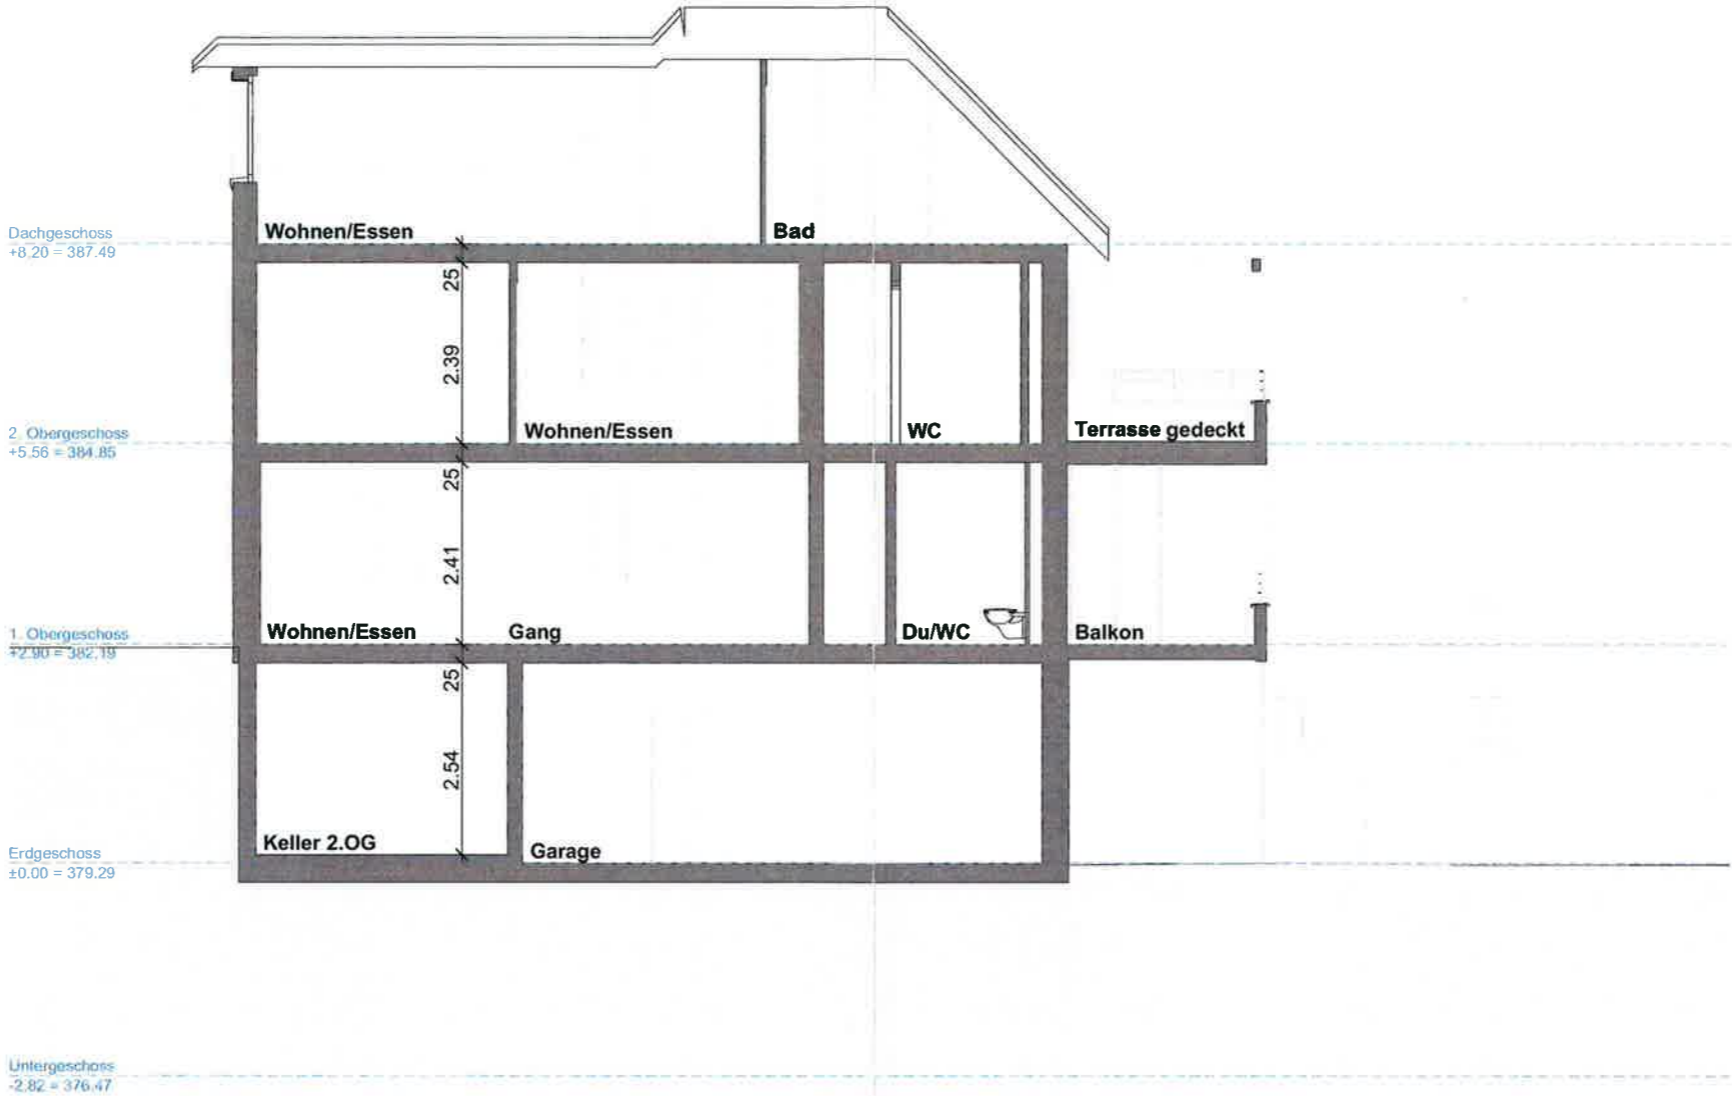 Wohnen/Essen
Bad
Dachgeschoss
+8.20 = 387.49
25
2.39
Wohnen/Essen
WC
Terrasse gedeckt
2. Obergeschoss
+5.56 = 384.85
25
2.41
Wohnen/Essen
Gang
Du/WC
Balkon
1. Obergeschoss
+2.90 = 382.19
25
2.54
Keller 2.OG
Garage
Erdgeschoss
±0.00 = 379.29
Untergeschoss
-2.82 = 376.47